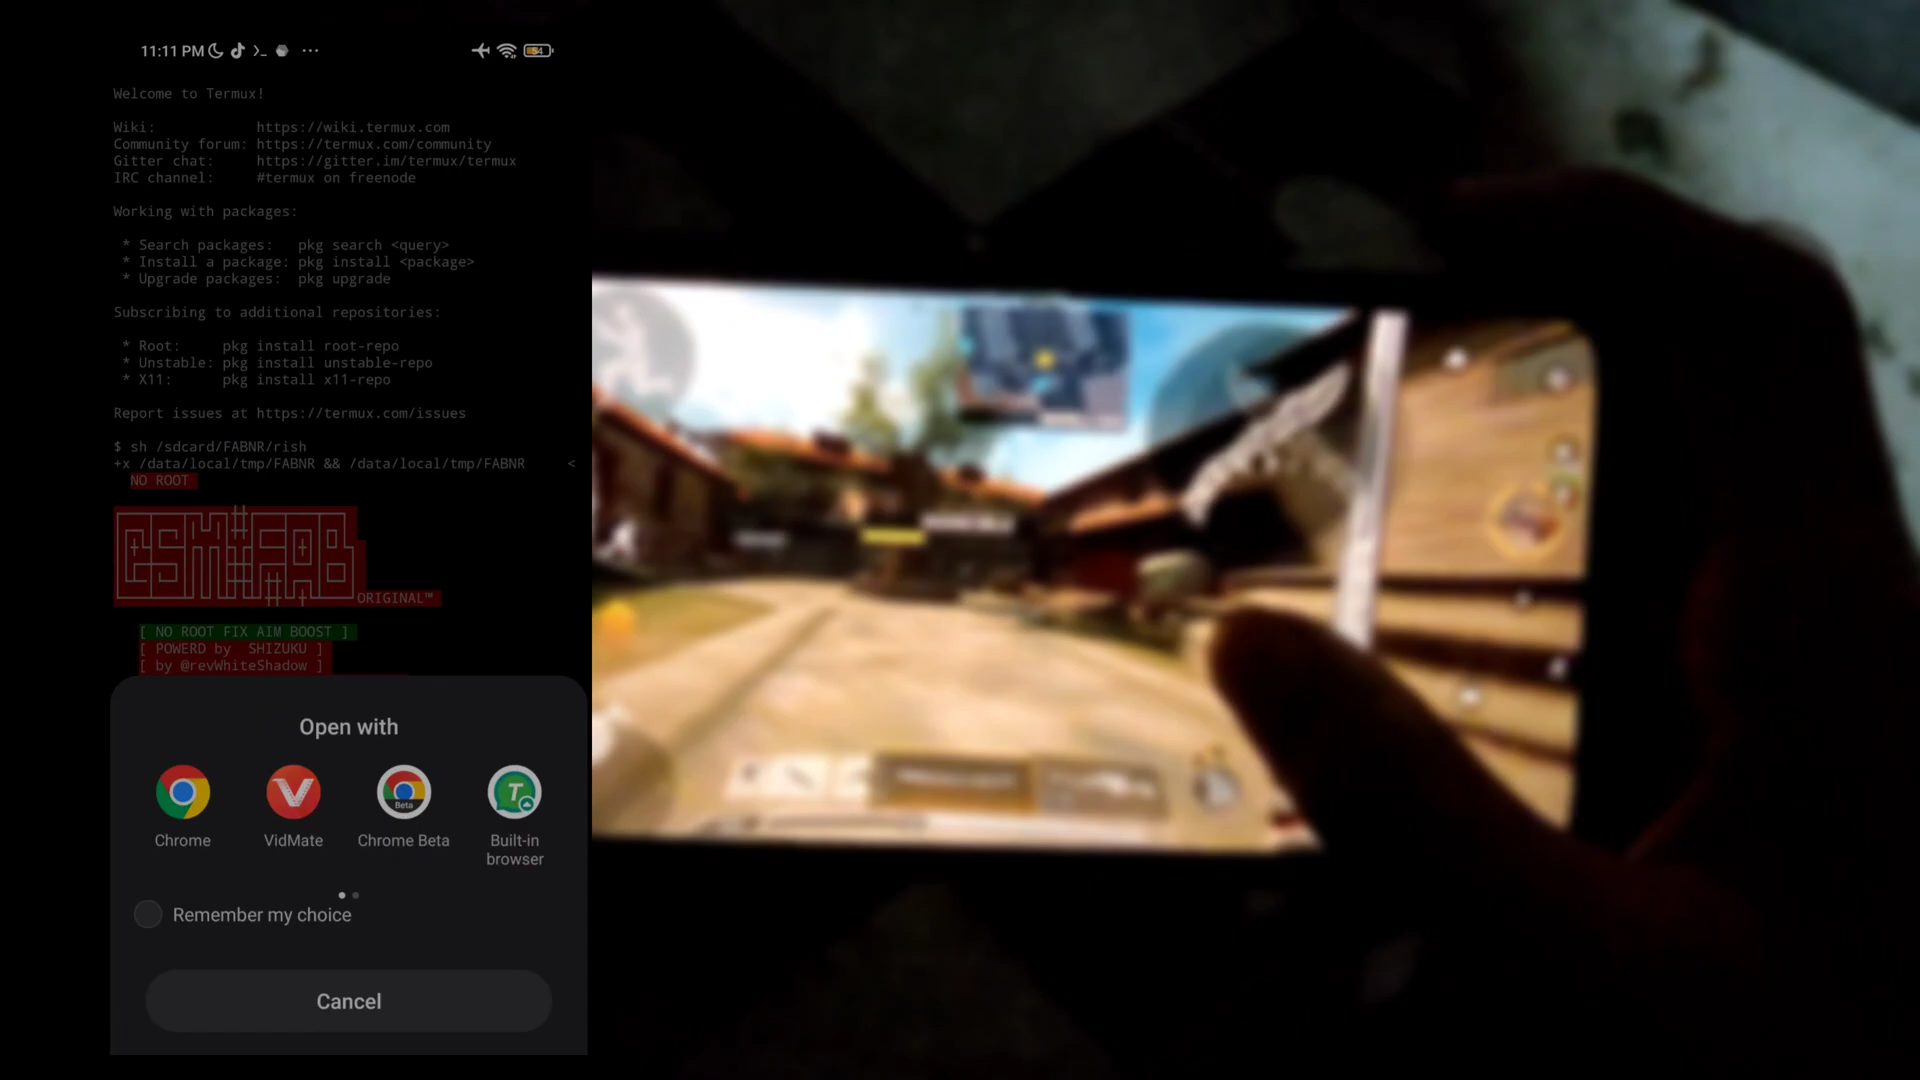 11:11 PM
54
Welcome to Termux!
Wiki: https://wiki.termux.com
Community forum: https://termux.com/community
Gitter chat: https://gitter.im/termux/termux
IRC channel: #termux on freenode
Working with packages:
* Search packages: pkg search <query>
* Install a package: pkg install <package>
* Upgrade packages: pkg upgrade
Subscribing to additional repositories:
* Root: pkg install root-repo
* Unstable: pkg install unstable-repo
* X11: pkg install x11-repo
Report issues at https://termux.com/issues
$ sh /sdcard/FABNR/rish
+x /data/local/tmp/FABNR && /data/local/tmp/FABNR <
NO ROOT
ORIGINAL™
[ NO ROOT FIX AIM BOOST ]
[ POWERD by SHIZUKU ]
[ by @revWhiteShadow ]
Open with
Chrome
VidMate
Beta
Chrome Beta
T
Built-in
browser
Remember my choice
Cancel